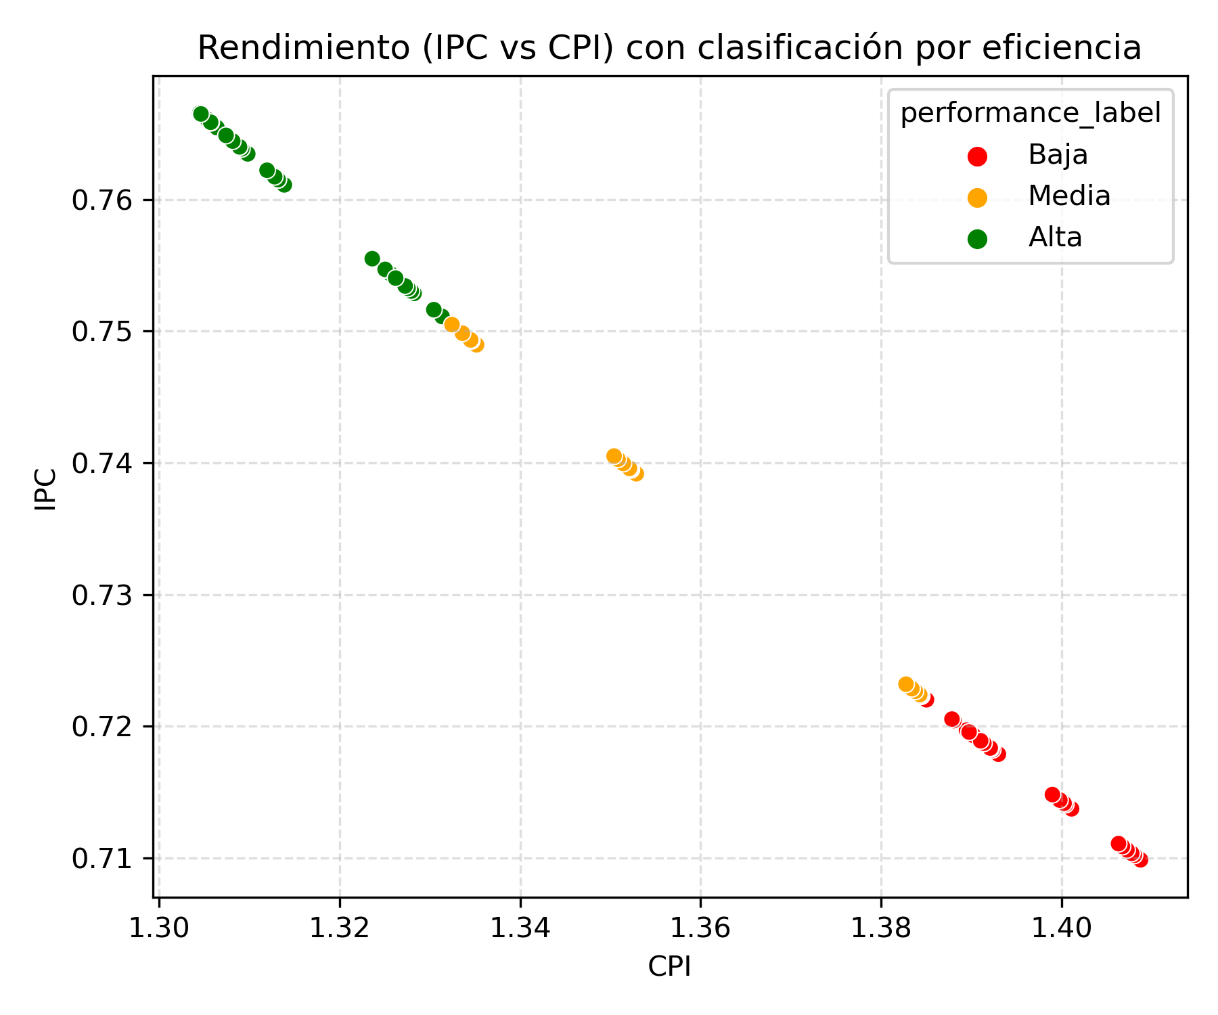 Rendimiento (IPC vs CPI) con clasificación por eficiencia
performance_label
Baja
Media
Alta
IPC
0.76
0.75
0.74
0.73
0.72
0.71
1.30 1.32 1.34 1.36 1.38 1.40
CPI